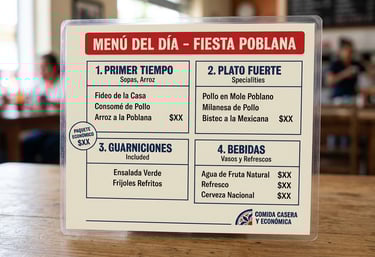 MENÚ DEL DÍA – FIESTA POBLANA
1. PRIMER TIEMPO
Sopas, Arroz
Fideo de la Casa
Consomé de Pollo
Arroz a la Poblana $XX
2. PLATO FUERTE
Specialities
Pollo en Mole Poblano
Milanesa de Pollo
Bistec a la Mexicana $XX
PAQUETE
ECONÓMICO
$XX
3. GUARNICIONES
Included
Ensalada Verde
Frijoles Refritos
4. BEBIDAS
Vasos y Refrescos
Agua de Fruta Natural $XX
Refresco $XX
Cerveza Nacional $XX
COMIDA CASERA
Y ECONÓMICA